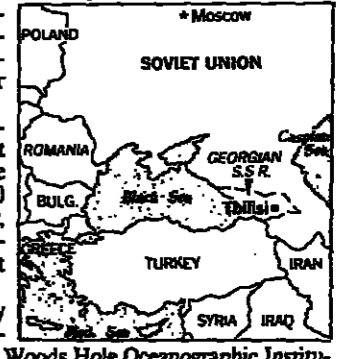 ★ Moscow
POLAND
SOVIET UNION
Caspian
Sea
ROMANIA
GEORGIAN
S.S.R.
Black Sea
BULG.
Tbilisi
GREECE
TURKEY
IRAN
Med. Sea
SYRIA
IRAQ
Woods Hole Oceanographic Institu-